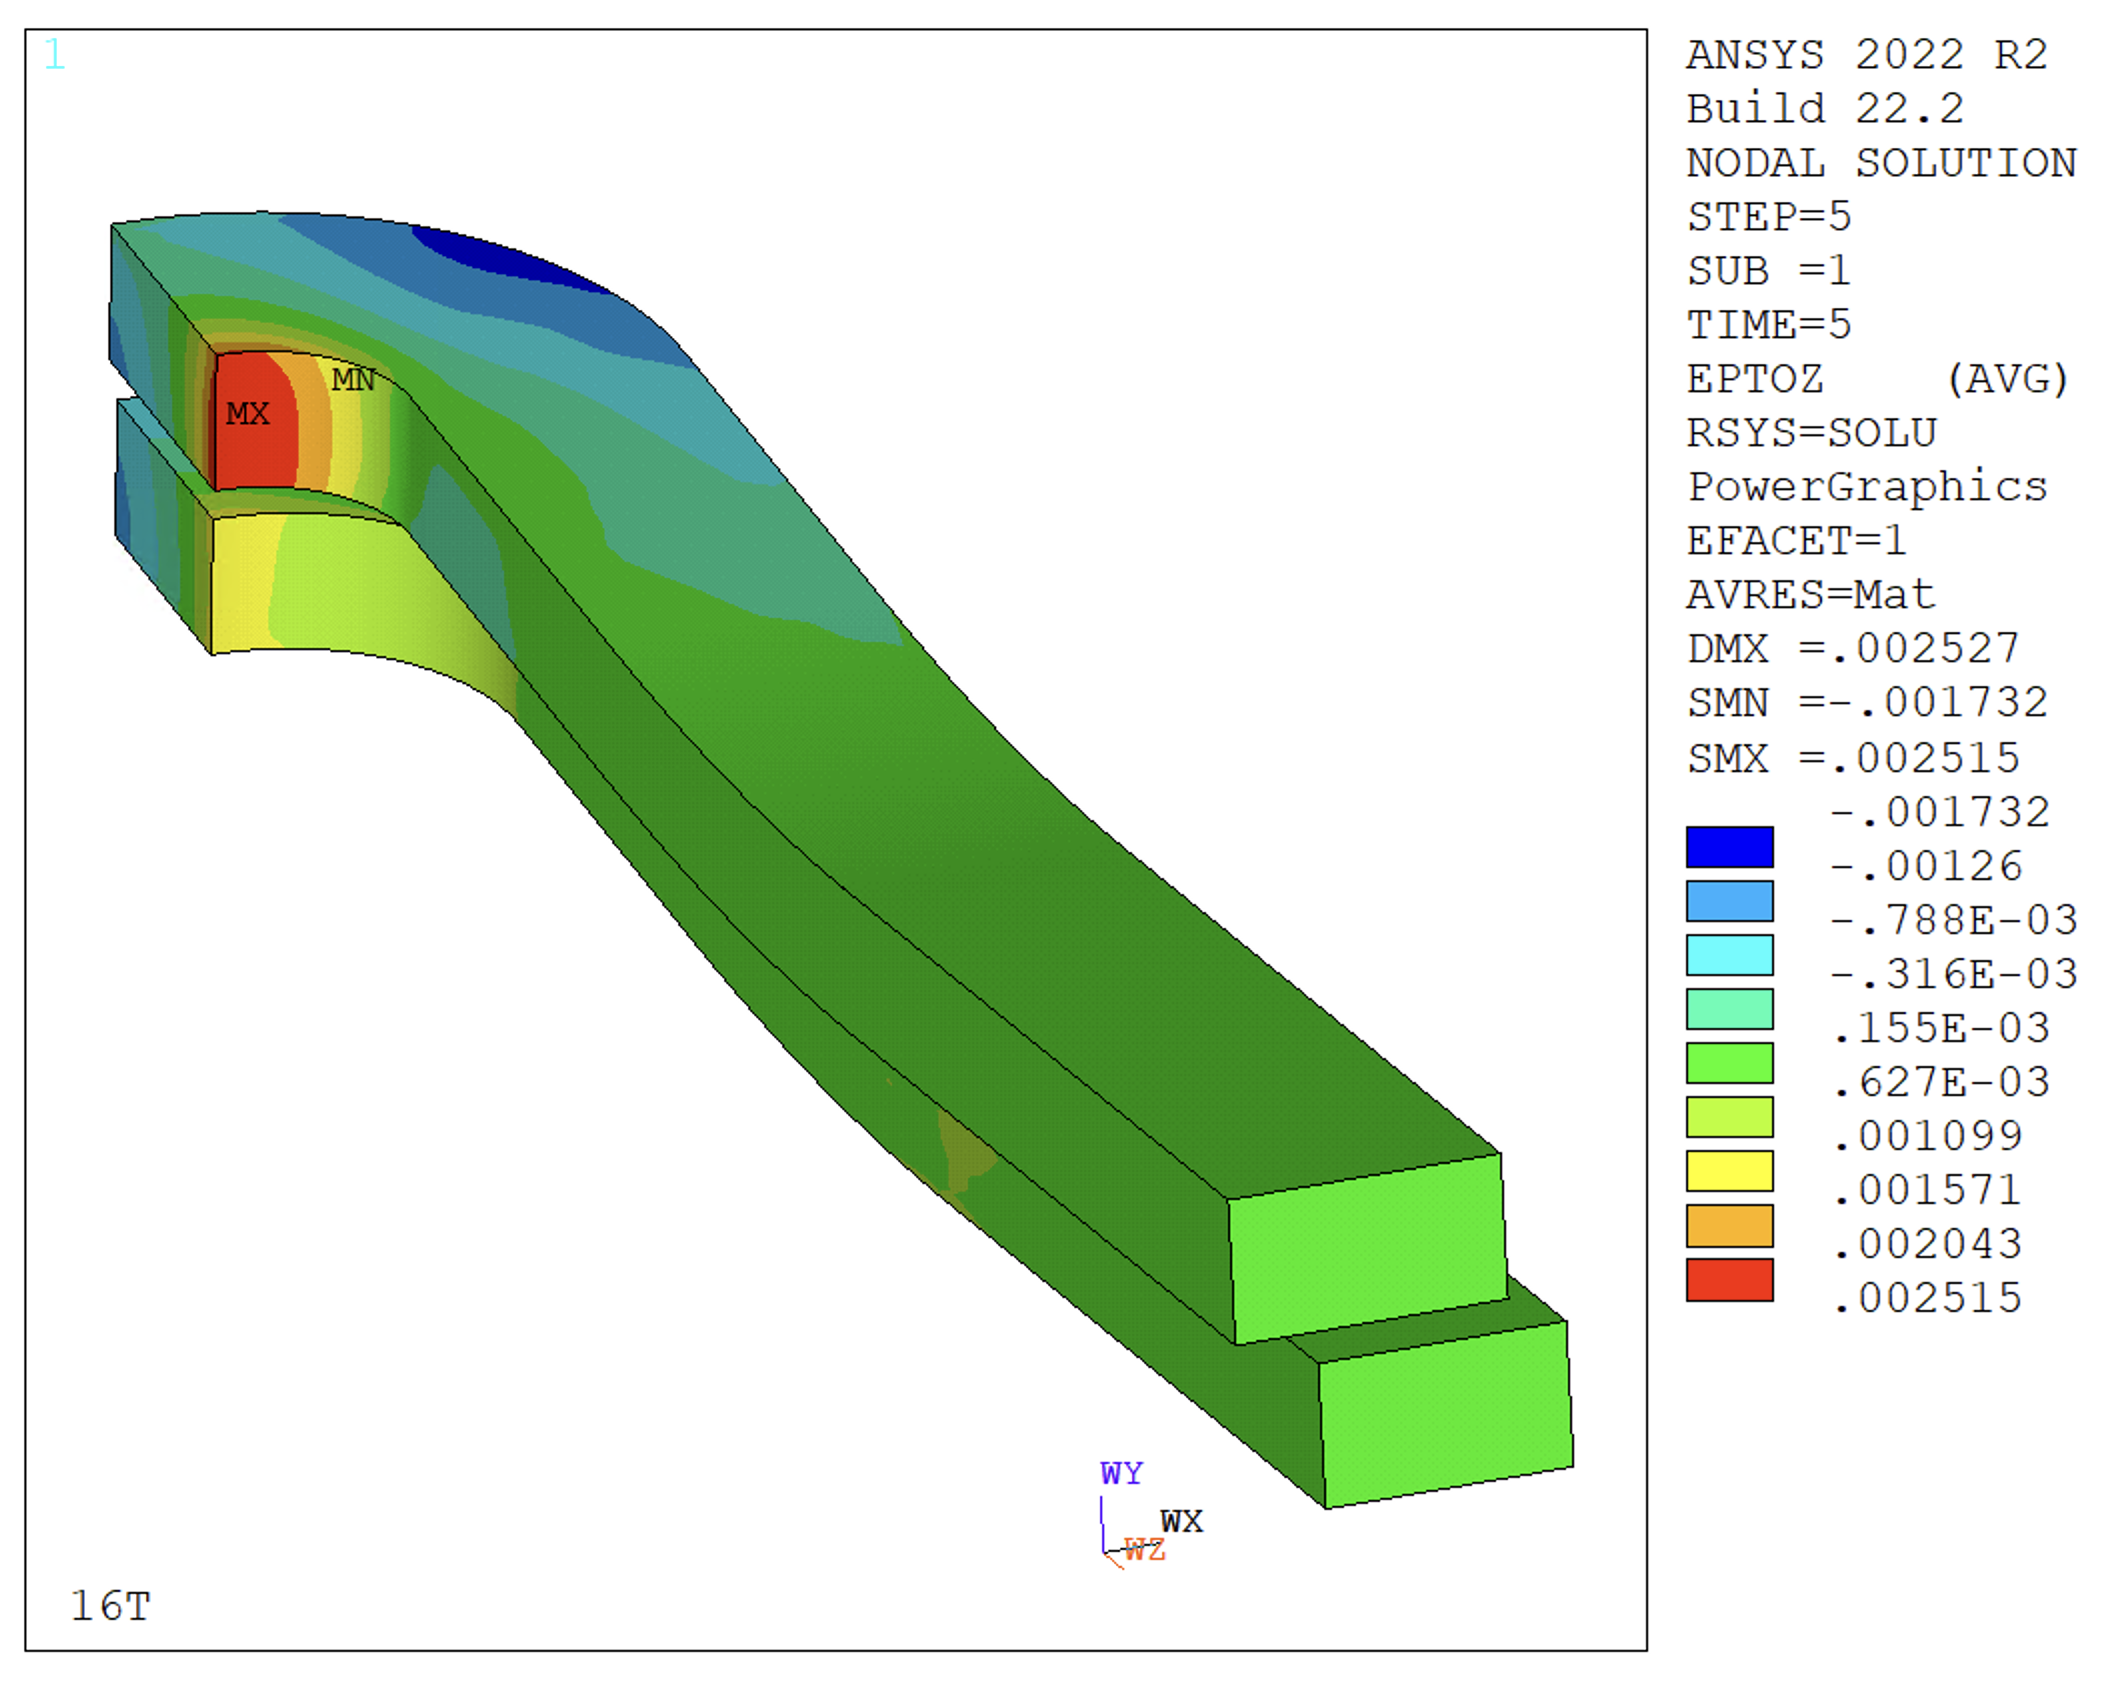 1
ANSYS 2022 R2
Build 22.2
NODAL SOLUTION
STEP=5
SUB =1
TIME=5
EPTOZ    (AVG)
RSYS=SOLU
PowerGraphics
EFACET=1
AVRES=Mat
DMX =.002527
SMN =-.001732
SMX =.002515
-.001732
-.00126
-.788E-03
-.316E-03
.155E-03
.627E-03
.001099
.001571
.002043
.002515
MN
MX
WY
WX
WZ
16T